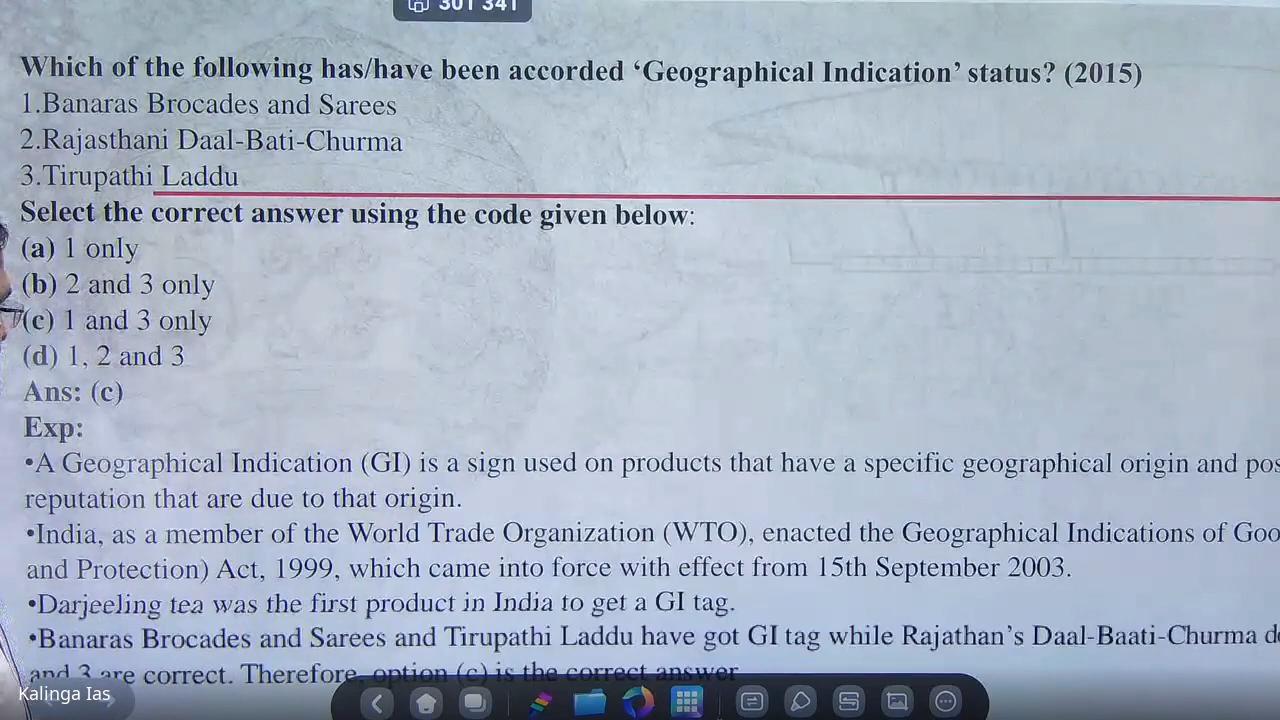 301 341
Which of the following has/have been accorded ‘Geographical Indication’ status? (2015)
1.Banaras Brocades and Sarees
2.Rajasthani Daal-Bati-Churma
3.Tirupathi Laddu
Select the correct answer using the code given below:
(a) 1 only
(b) 2 and 3 only
(c) 1 and 3 only
(d) 1, 2 and 3
Ans: (c)
Exp:
•A Geographical Indication (GI) is a sign used on products that have a specific geographical origin and
reputation that are due to that origin.
•India, as a member of the World Trade Organization (WTO), enacted the Geographical Indications of
and Protection) Act, 1999, which came into force with effect from 15th September 2003.
•Darjeeling tea was the first product in India to get a GI tag.
•Banaras Brocades and Sarees and Tirupathi Laddu have got GI tag while Rajathan’s Daal-Baati-Churma
and 3 are correct. Therefore, option (c) is the correct answer
Kalinga Ias